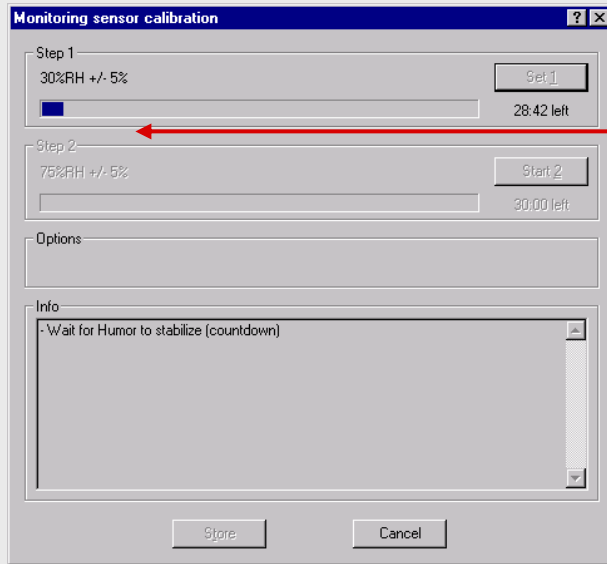 Monitoring sensor calibration
Step 1
30%RH +/- 5%
Set 1
28:42 left
Step 2
75%RH +/- 5%
Start 2
30:00 left
Options
Info
- Wait for Humor to stabilize (countdown)
Store
Cancel